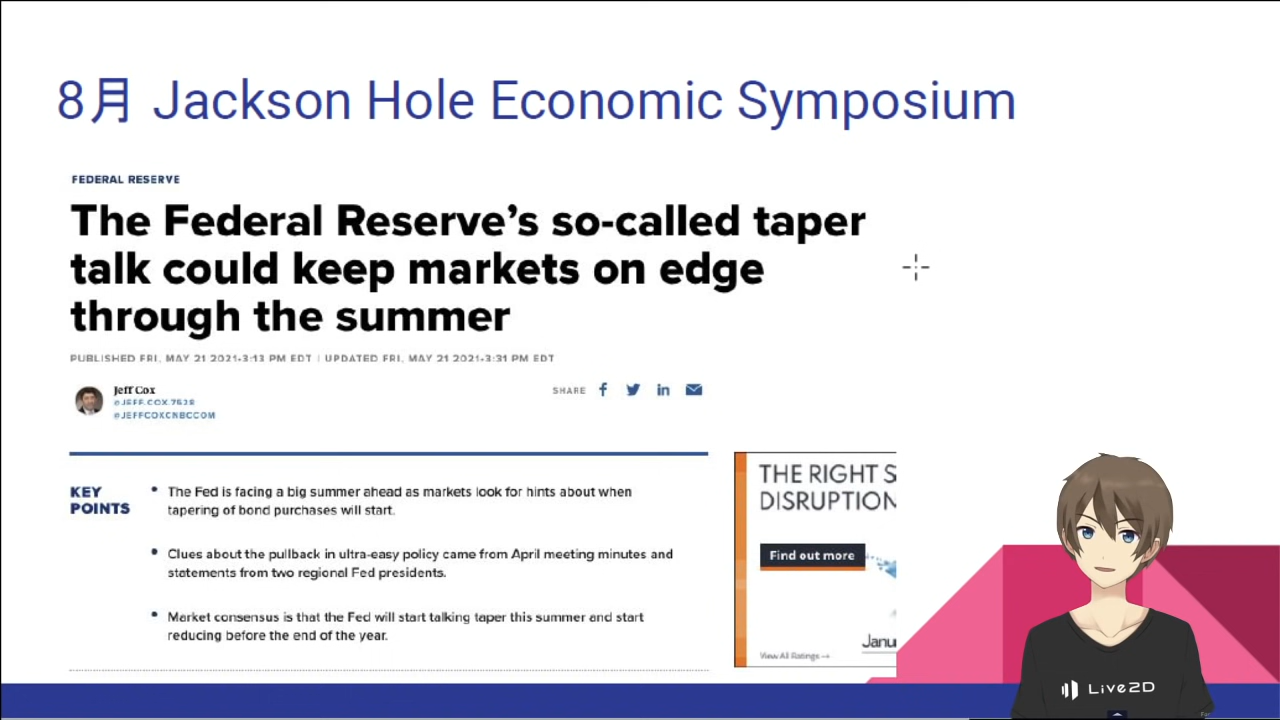 8月 Jackson Hole Economic Symposium
FEDERAL RESERVE
The Federal Reserve's so-called taper
talk could keep markets on edge
through the summer
PUBLISHED FRI, MAY 21 2021•3:13 PM EDT | UPDATED FRI, MAY 21 2021•3:31 PM EDT
Jeff Cox
@JEFF.COX.7528
@JEFFCOXCNBCCOM
SHARE
KEY
POINTS
• The Fed is facing a big summer ahead as markets look for hints about when
tapering of bond purchases will start.
• Clues about the pullback in ultra-easy policy came from April meeting minutes and
statements from two regional Fed presidents.
• Market consensus is that the Fed will start talking taper this summer and start
reducing before the end of the year.
THE RIGHT S
DISRUPTION
Find out more
Janu
View All Ratings→
Live2D